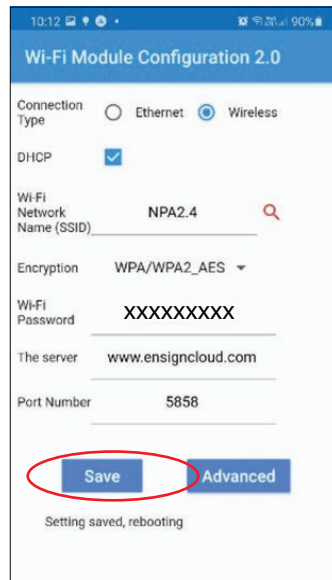 10:12 90%
Wi-Fi Module Configuration 2.0
Connection
Type
Ethernet Wireless
DHCP
Wi-Fi
Network
Name (SSID)
NPA2.4
Encryption WPA/WPA2_AES
Wi-Fi
Password
XXXXXXXXX
The server www.ensigncloud.com
Port Number 5858
Save Advanced
Setting saved, rebooting